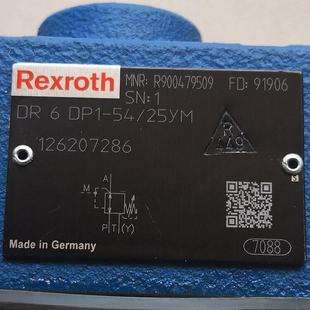 Rexroth
MNR: R900479509 FD: 91906
SN: 1
DR 6 DP1-54/25YM
126207286
A
M
P T (Y)
Made in Germany
7088